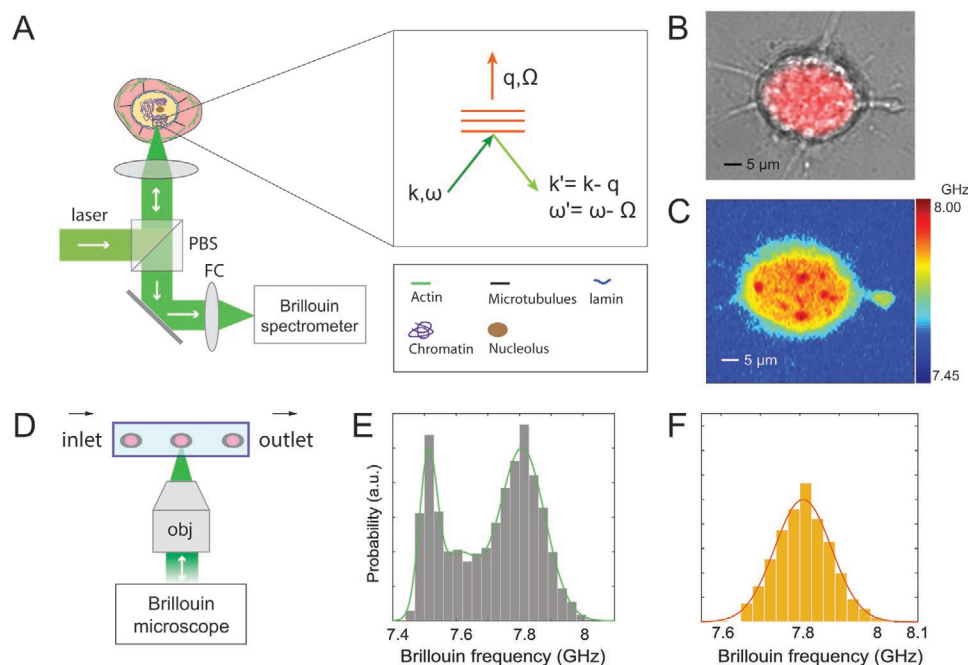 A
laser
PBS
FC
Brillouin
spectrometer
q,Ω
k,ω
k'= k- q
ω'= ω- Ω
Actin
Microtubulues
lamin
Chromatin
Nucleolus
B
5 µm
C
GHz
8.00
5 µm
7.45
D
inlet
outlet
obj
Brillouin
microscope
E
Probability (a.u.)
7.4
7.6
7.8
8
Brillouin frequency (GHz)
F
7.6
7.8
8
8.1
Brillouin frequency (GHz)